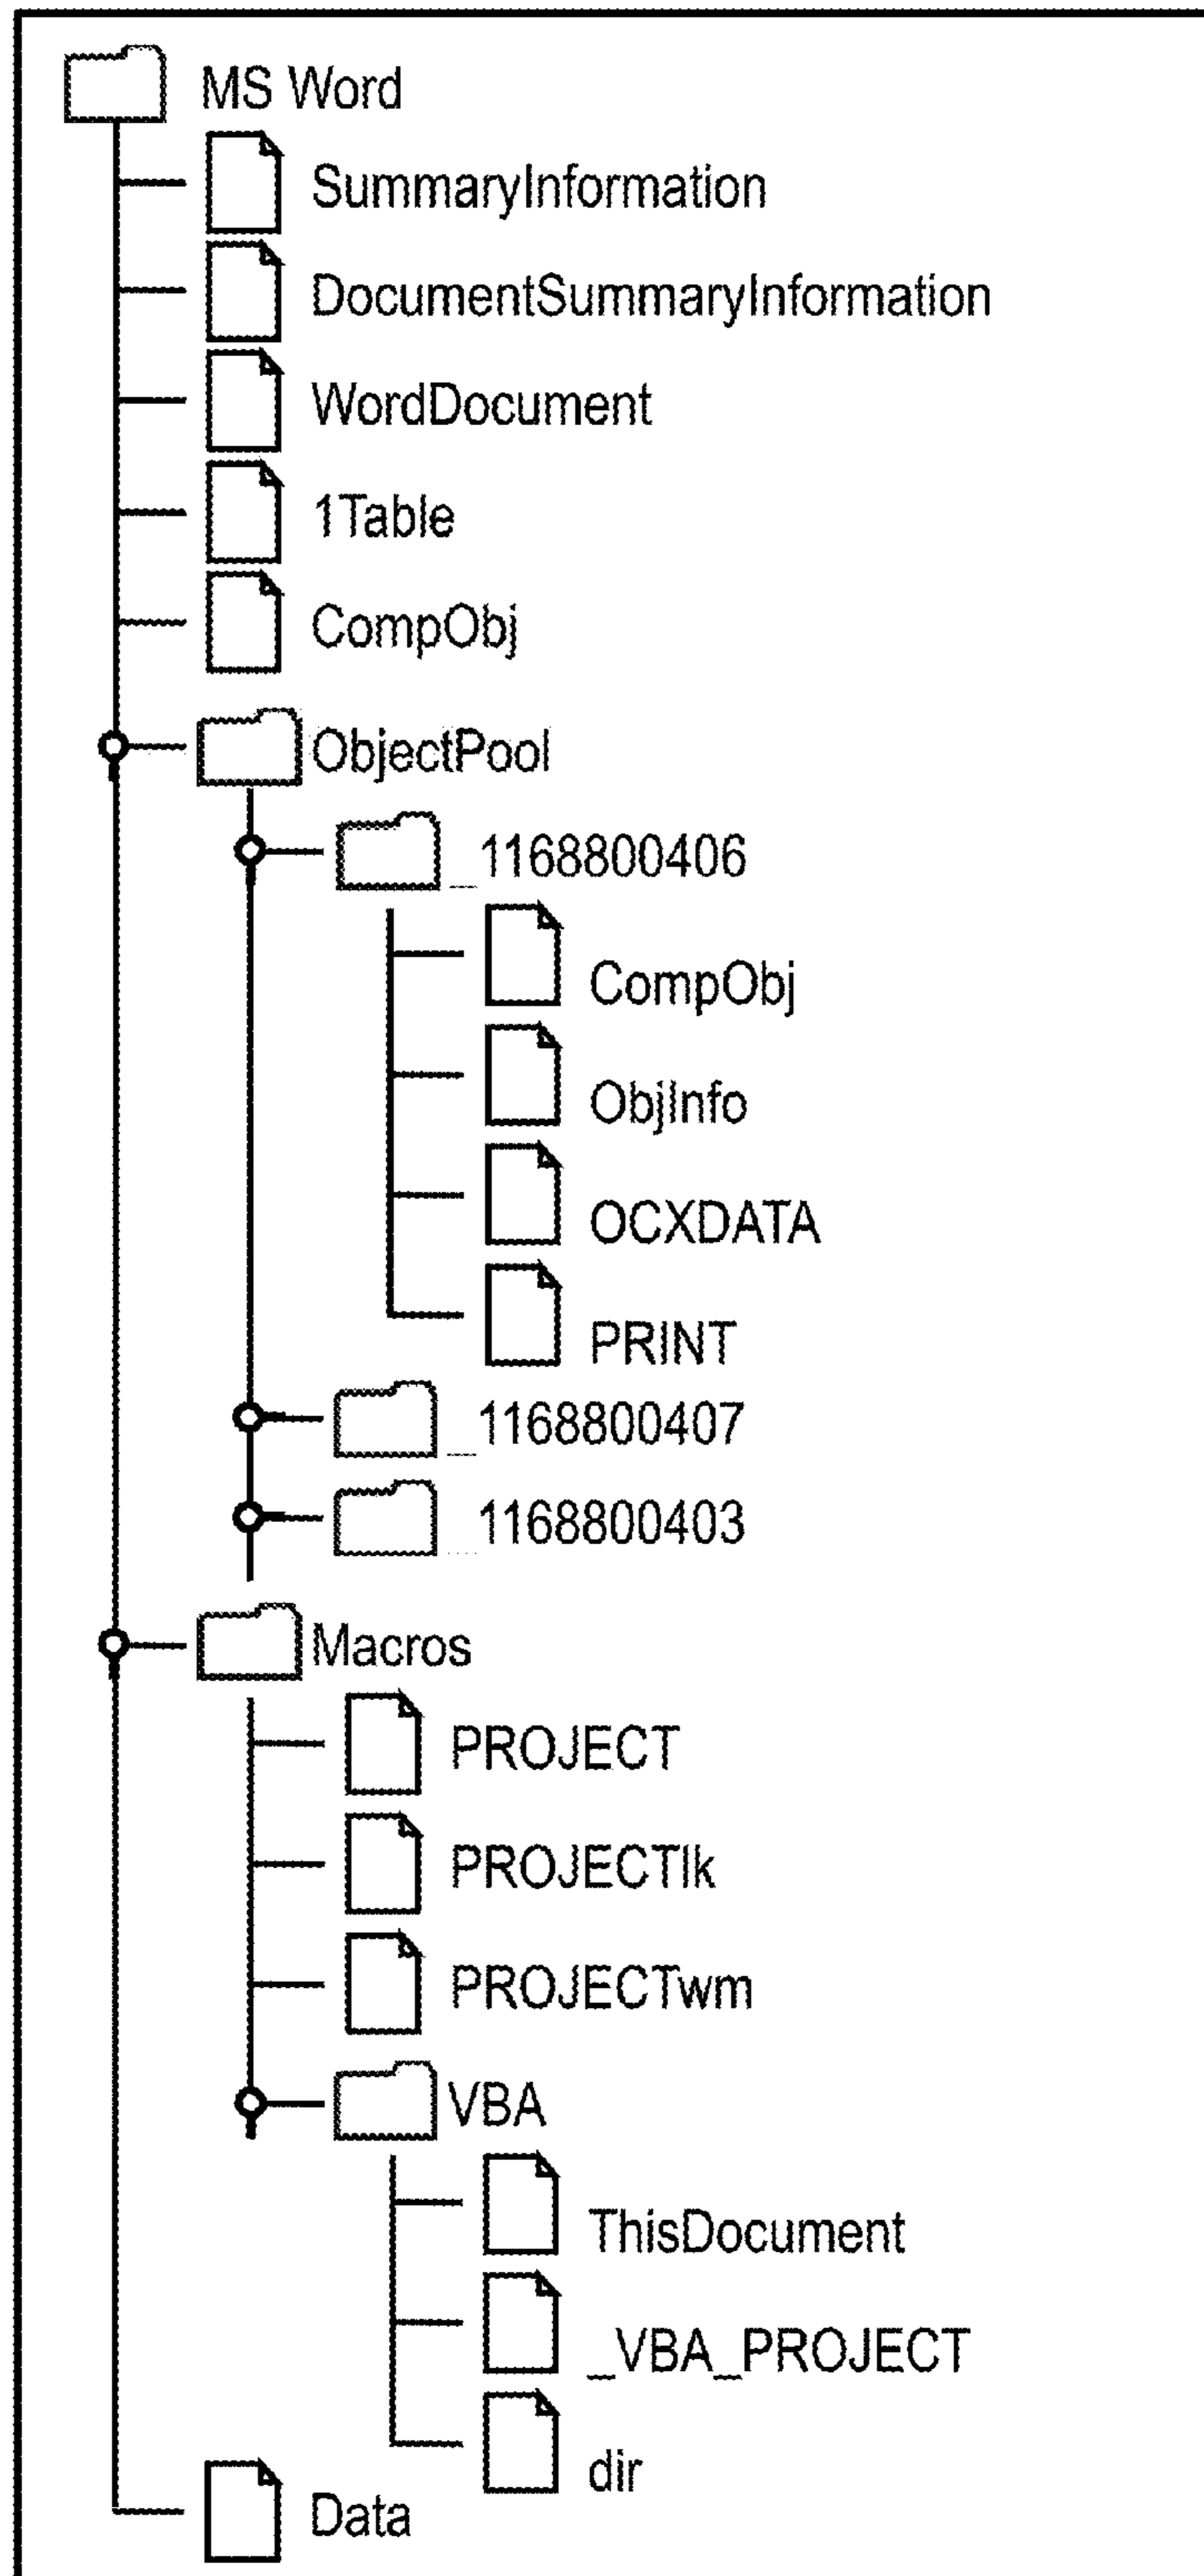 MS Word
SummaryInformation
DocumentSummaryInformation
WordDocument
1Table
CompObj
ObjectPool
_1168800406
CompObj
ObjInfo
OCXDATA
PRINT
_1168800407
_1168800403
Macros
PROJECT
PROJECTlk
PROJECTwm
VBA
ThisDocument
_VBA_PROJECT
dir
Data